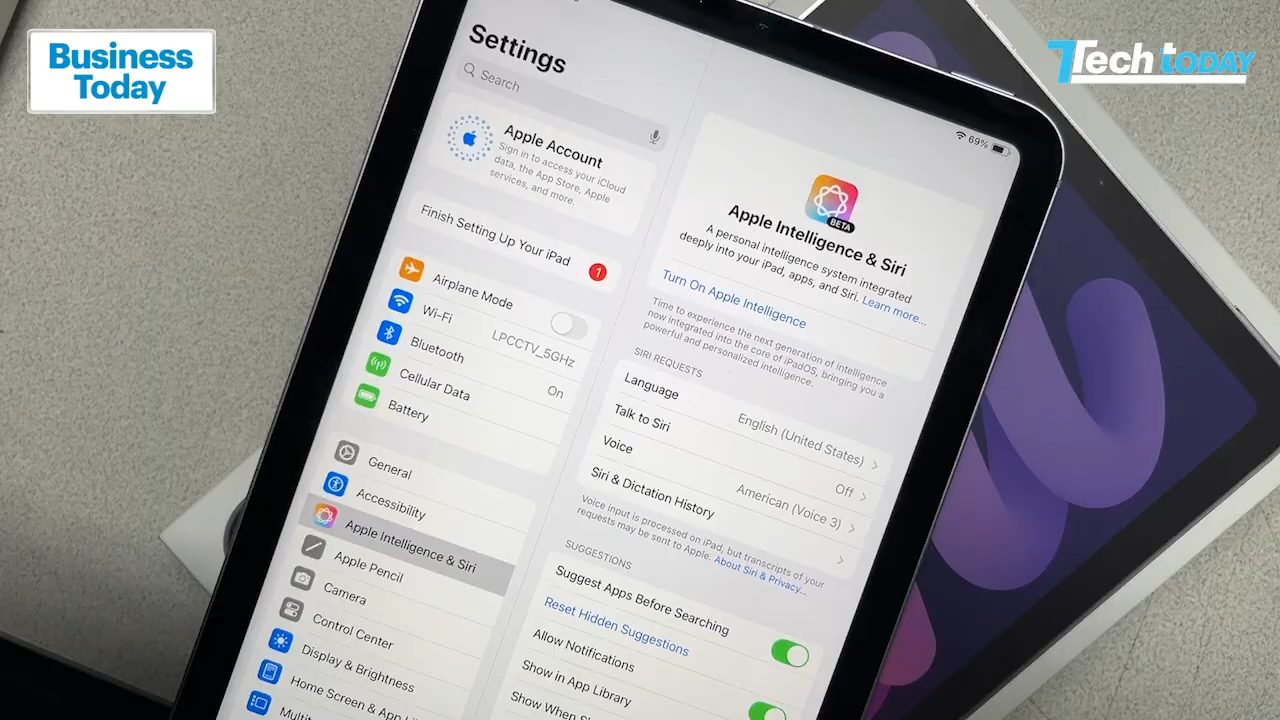 Business
Today
Tech today
Settings
Search
Apple Account
Sign in to access your iCloud
data, the App Store, Apple
services, and more.
Finish Setting Up Your iPad
1
Airplane Mode
Wi-Fi
LPCCTV_5GHz
Bluetooth
On
Cellular Data
Battery
General
Accessibility
Apple Intelligence & Siri
Apple Pencil
Camera
Control Center
Display & Brightness
Home Screen & App
69%
BETA
Apple Intelligence & Siri
A personal intelligence system integrated
deeply into your iPad, apps, and Siri. Learn more...
Turn On Apple Intelligence
Time to experience the next generation of intelligence
now integrated into the core of iPadOS, bringing you a
powerful and personalized intelligence.
SIRI REQUESTS
Language
English (United States)
Talk to Siri
Off
Voice
American (Voice 3)
Siri & Dictation History
Voice input is processed on iPad, but transcripts of your
requests may be sent to Apple. About Siri & Privacy...
SUGGESTIONS
Suggest Apps Before Searching
Reset Hidden Suggestions
Allow Notifications
Show in App Library
Show When